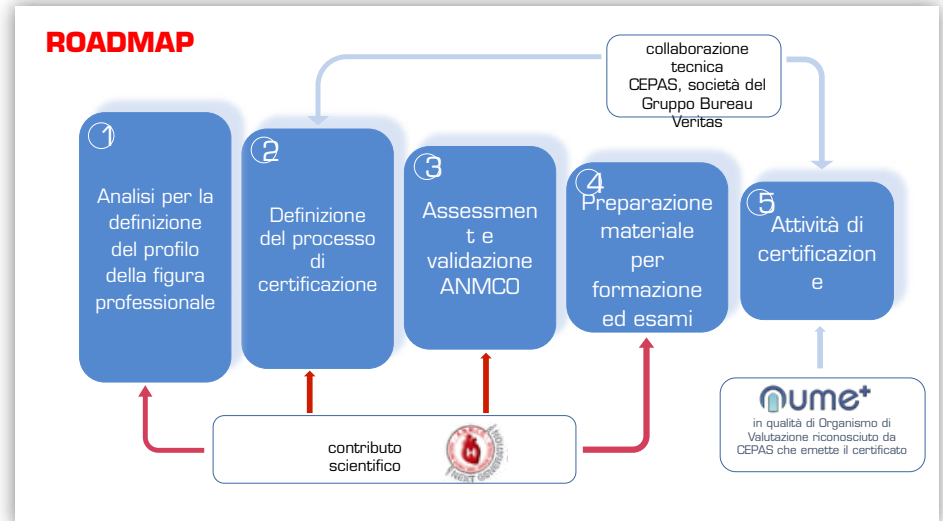 ROADMAP
collaborazione
tecnica
CEPAS, società del
Gruppo Bureau
Veritas
1
Analisi per la
definizione
del profilo
della figura
professionale
2
Definizione
del processo
di
certificazione
3
Assessmen
t e
validazione
ANMCO
4
Preparazione
materiale
per
formazione
ed esami
5
Attività di
certificazion
e
contributo
scientifico
NEXT GENERATION
nume+
in qualità di Organismo di
Valutazione riconosciuto da
CEPAS che emette il certificato